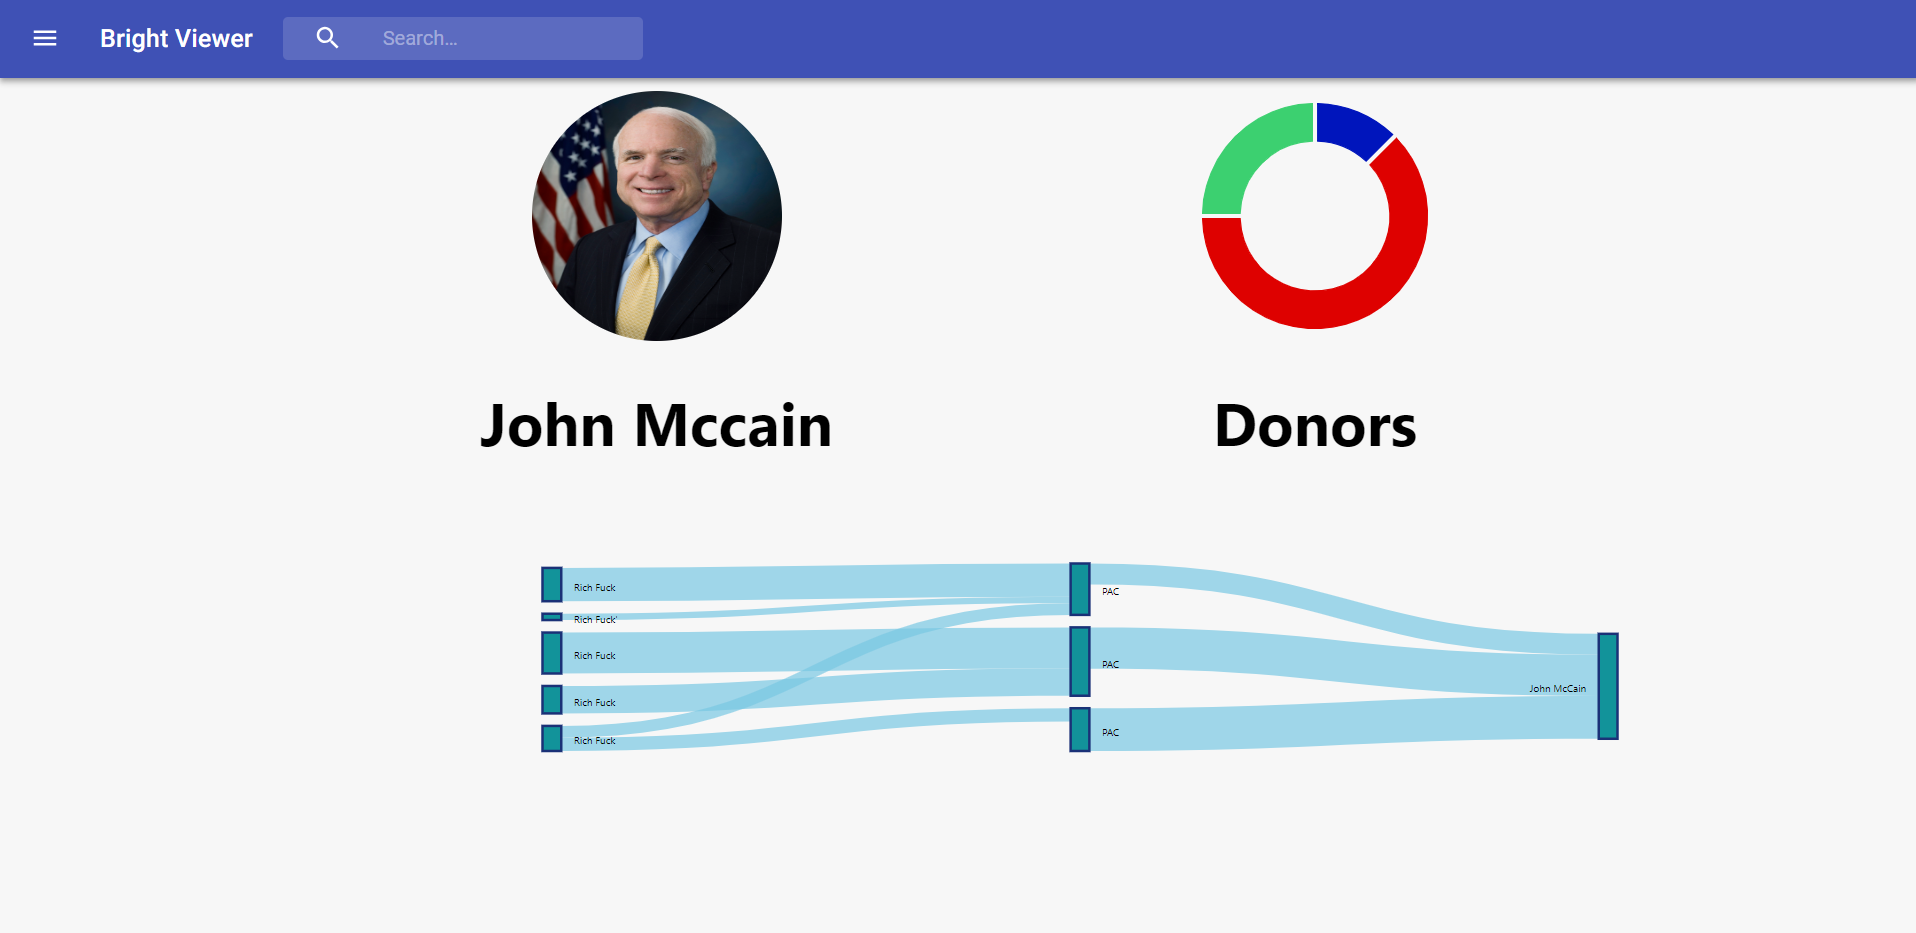 Bright Viewer
Search...
John Mccain
Donors
Rich Fuck
Rich Fuck'
Rich Fuck
Rich Fuck
Rich Fuck
PAC
PAC
PAC
John McCain